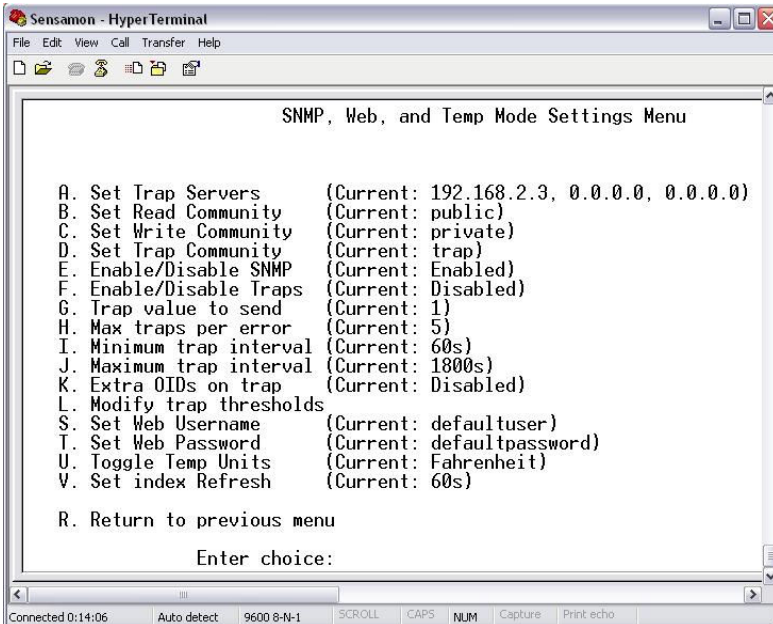 Sensamon - HyperTerminal
File Edit View Call Transfer Help
SNMP, Web, and Temp Mode Settings Menu
A. Set Trap Servers (Current: 192.168.2.3, 0.0.0.0, 0.0.0.0)
B. Set Read Community (Current: public)
C. Set Write Community (Current: private)
D. Set Trap Community (Current: trap)
E. Enable/Disable SNMP (Current: Enabled)
F. Enable/Disable Traps (Current: Disabled)
G. Trap value to send (Current: 1)
H. Max traps per error (Current: 5)
I. Minimum trap interval (Current: 60s)
J. Maximum trap interval (Current: 1800s)
K. Extra OIDs on trap (Current: Disabled)
L. Modify trap thresholds
S. Set Web Username (Current: defaultuser)
T. Set Web Password (Current: defaultpassword)
U. Toggle Temp Units (Current: Fahrenheit)
V. Set index Refresh (Current: 60s)
R. Return to previous menu
Enter choice:
Connected 0:14:06 Auto detect 9600 8-N-1 SCROLL CAPS NUM Capture Print echo